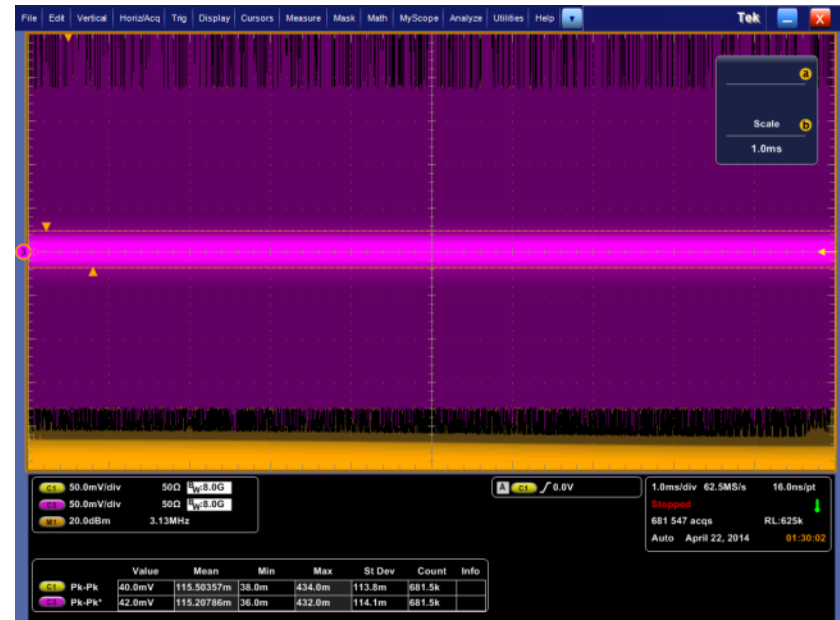 File Edit Vertical Horiz/Acq Trig Display Cursors Measure Mask Math MyScope Analyze Utilities Help Tek X
a
Scale b
1.0ms
3
C1 50.0mV/div 50Ω BW:8.0G
C3 50.0mV/div 50Ω BW:8.0G
M1 20.0dBm 3.13MHz
A C1 0.0V
1.0ms/div 62.5MS/s 16.0ns/pt
Stopped
681 547 acqs RL:625k
Auto April 22, 2014 01:30:02
Value Mean Min Max St Dev Count Info
C1 Pk-Pk 40.0mV 115.50357m 38.0m 434.0m 113.8m 681.5k
C3 Pk-Pk* 42.0mV 115.20786m 36.0m 432.0m 114.1m 681.5k